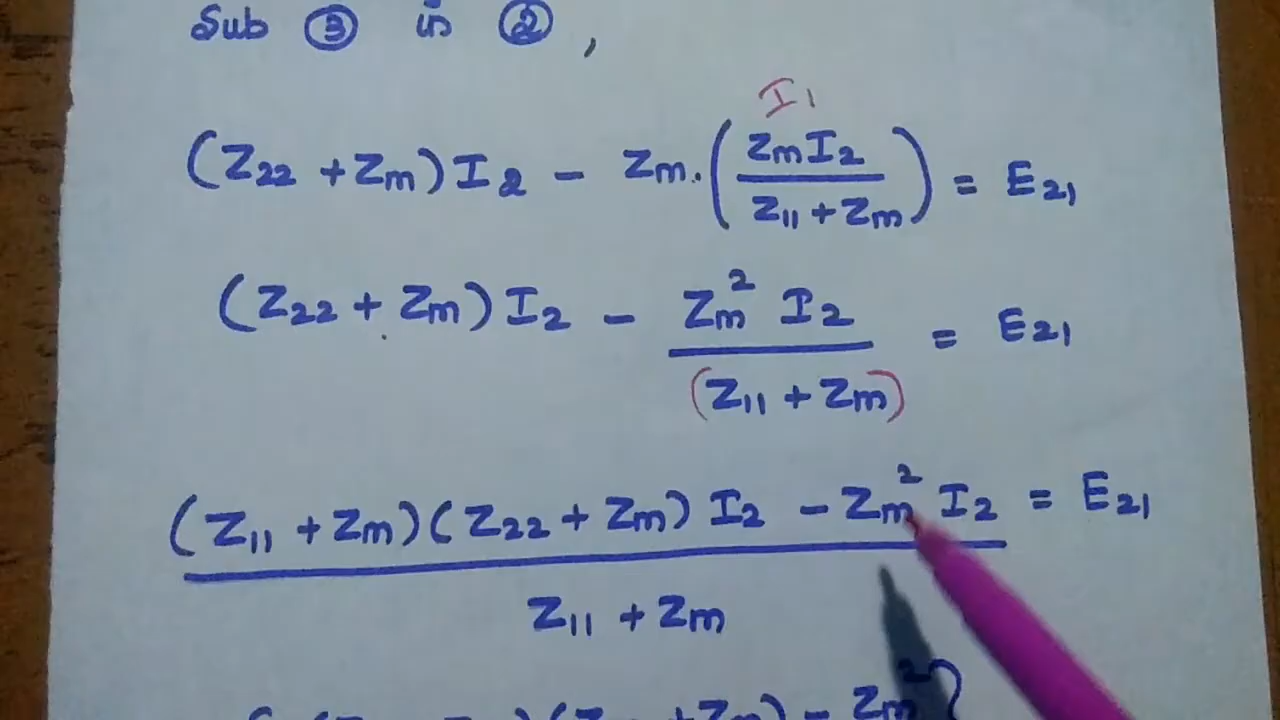 Sub ③ in ②,
I1
(Z22 + Zm) I2 - Zm. (ZmI2 / Z11 + Zm) = E21
(Z22 + Zm) I2 - Zm² I2 / (Z11 + Zm) = E21
(Z11 + Zm)(Z22 + Zm) I2 - Zm² I2 / Z11 + Zm = E21